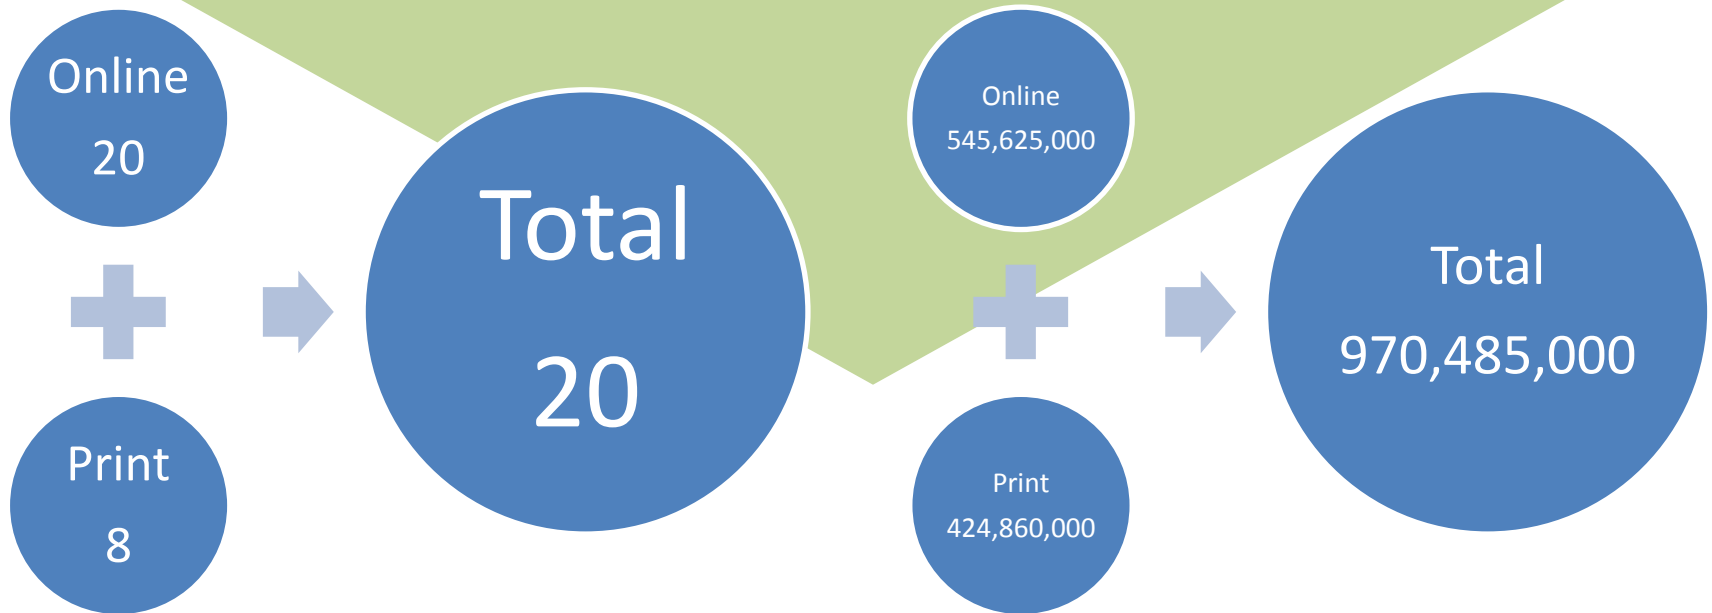 Online
20
Print
8
Total
20
Online
545,625,000
Print
424,860,000
Total
970,485,000